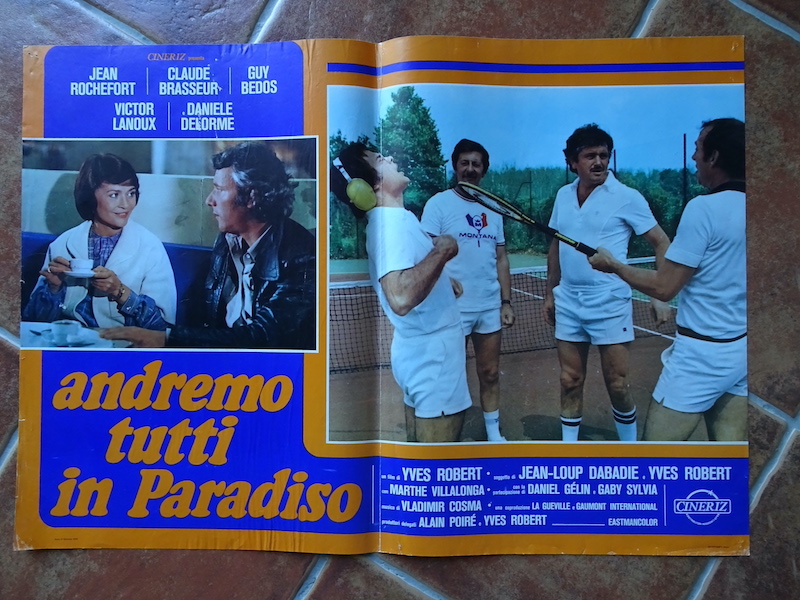 CINERIZ presenta
JEAN ROCHEFORT
CLAUDE BRASSEUR
GUY BEDOS
VICTOR LANOUX
e DANIELE DELORME
M
MONTANA
andremo
tutti
in Paradiso
un film di YVES ROBERT • soggetto di JEAN-LOUP DABADIE e YVES ROBERT
con MARTHE VILLALONGA • con la partecipazione di DANIEL GÉLIN e GABY SYLVIA
musica di VLADIMIR COSMA • una coproduzione LA GUEVILLE e GAUMONT INTERNATIONAL
produttori delegati ALAIN POIRÉ e YVES ROBERT EASTMANCOLOR
CINERIZ